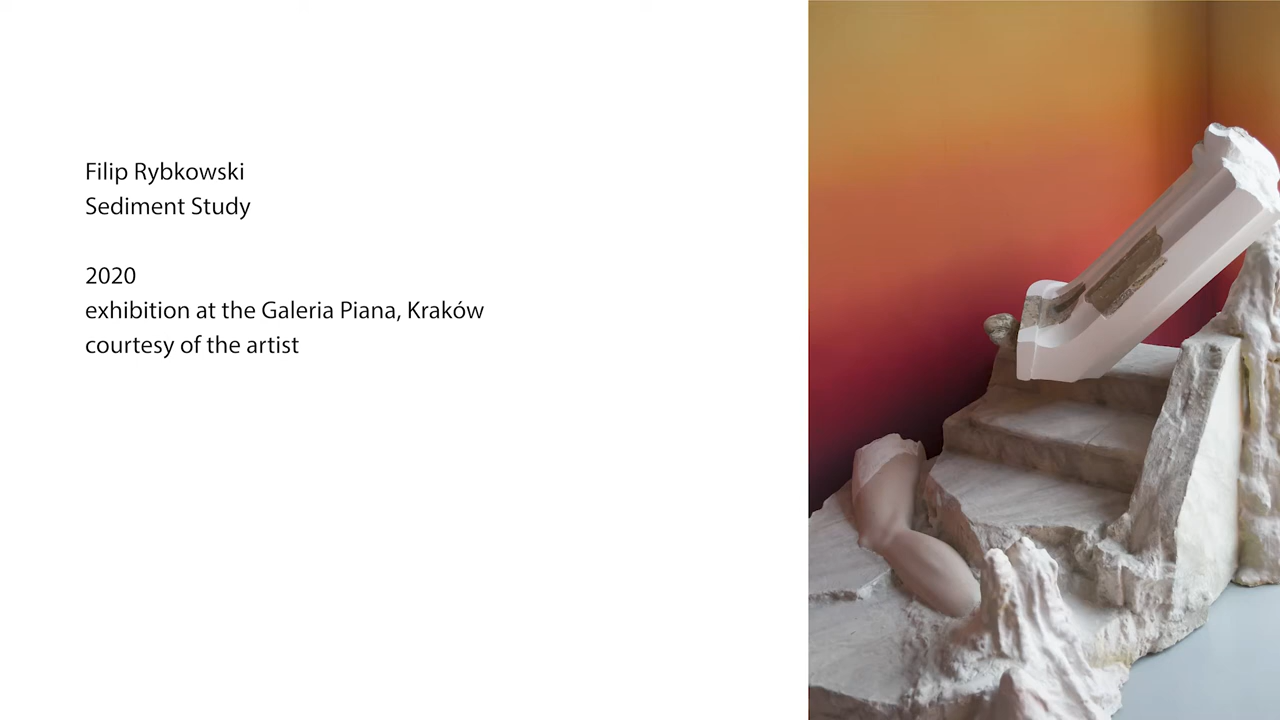 Filip Rybkowski
Sediment Study
2020
exhibition at the Galeria Piana, Kraków
courtesy of the artist